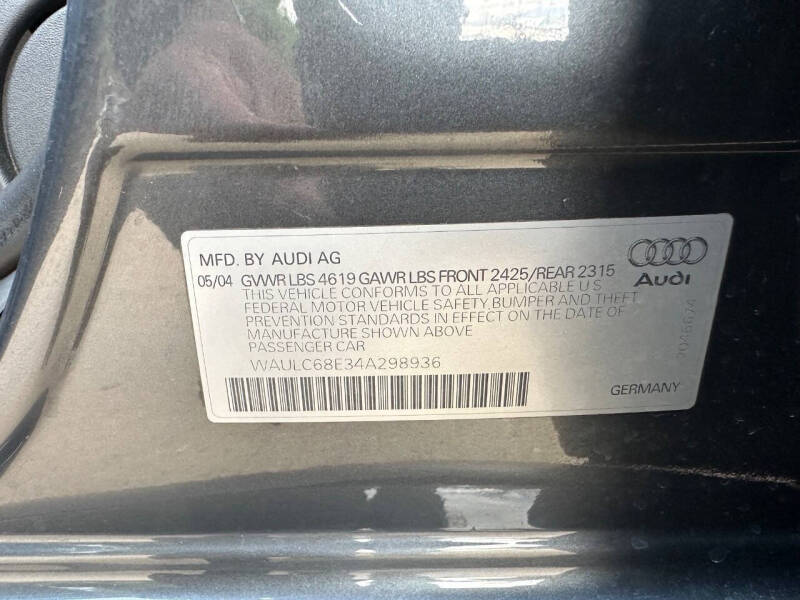 MFD. BY AUDI AG
05/04 GVWR LBS 4619 GAWR LBS FRONT 2425/REAR 2315
THIS VEHICLE CONFORMS TO ALL APPLICABLE U S
FEDERAL MOTOR VEHICLE SAFETY,BUMPER AND THEFT
PREVENTION STANDARDS IN EFFECT ON THE DATE OF
MANUFACTURE SHOWN ABOVE
PASSENGER CAR
WAULC68E34A298936
Audi
GERMANY